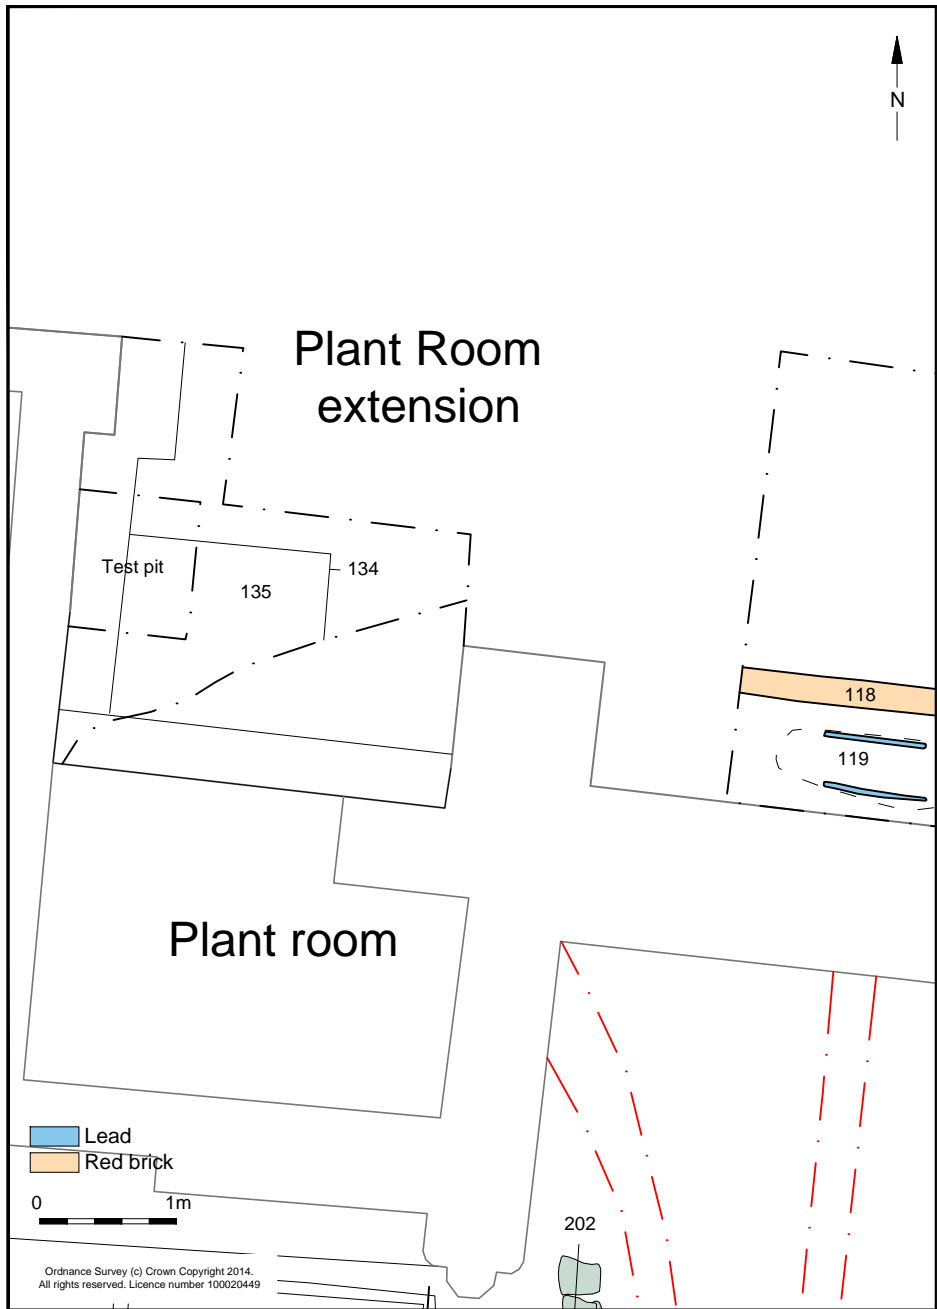 N
Plant Room
extension
Test pit
134
135
118
119
Plant room
Lead
Red brick
0
1m
202
Ordnance Survey (c) Crown Copyright 2014.
All rights reserved. Licence number 100020449